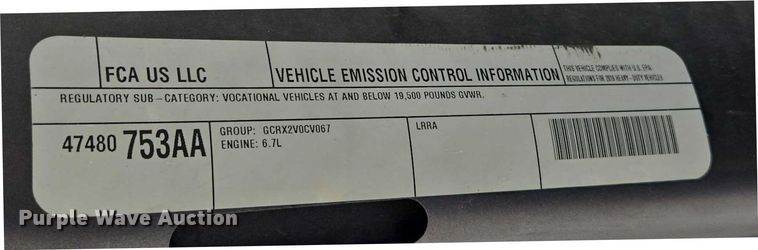 FCA US LLC
VEHICLE EMISSION CONTROL INFORMATION
THIS VEHICLE COMPLIES WITH U.S. EPA
REGULATIONS FOR 2016 HEAVY-DUTY VEHICLES
REGULATORY SUB-CATEGORY: VOCATIONAL VEHICLES AT AND BELOW 19,500 POUNDS GVWR.
47480 753AA
GROUP: GCRX2V0CV067
ENGINE: 6.7L
LRRA
Purple Wave Auction